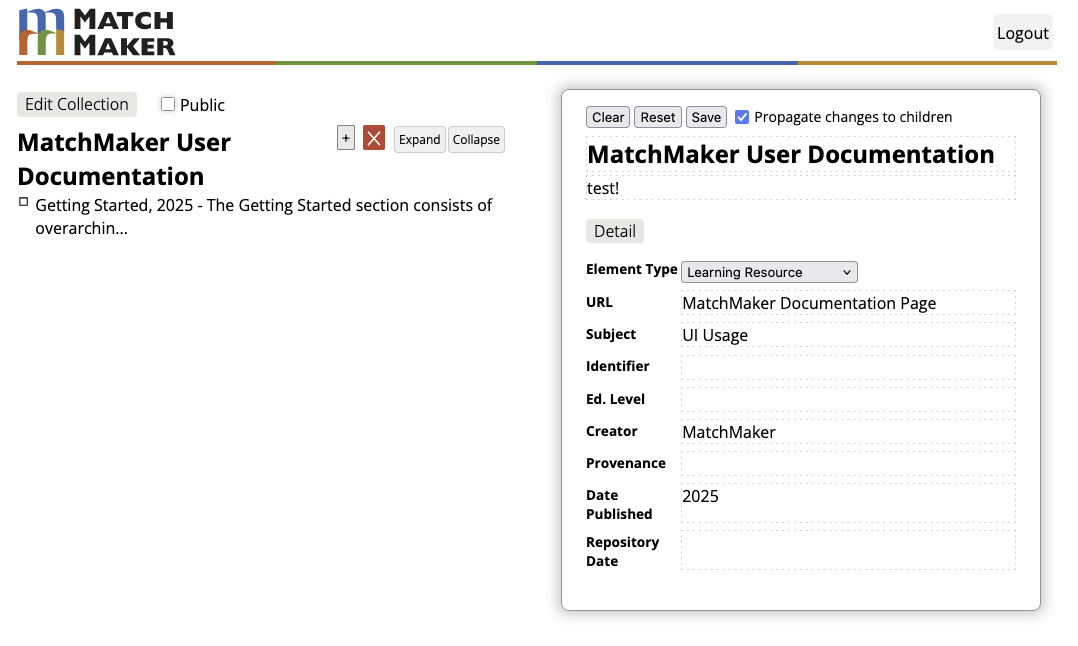 MATCH
MAKER
Logout
Edit Collection
Public
MatchMaker User
Documentation
+
Expand
Collapse
Getting Started, 2025 - The Getting Started section consists of
overarchin...
Clear
Reset
Save
Propagate changes to children
MatchMaker User Documentation
test!
Detail
Element Type Learning Resource
URL MatchMaker Documentation Page
Subject UI Usage
Identifier
Ed. Level
Creator MatchMaker
Provenance
Date
Published 2025
Repository
Date